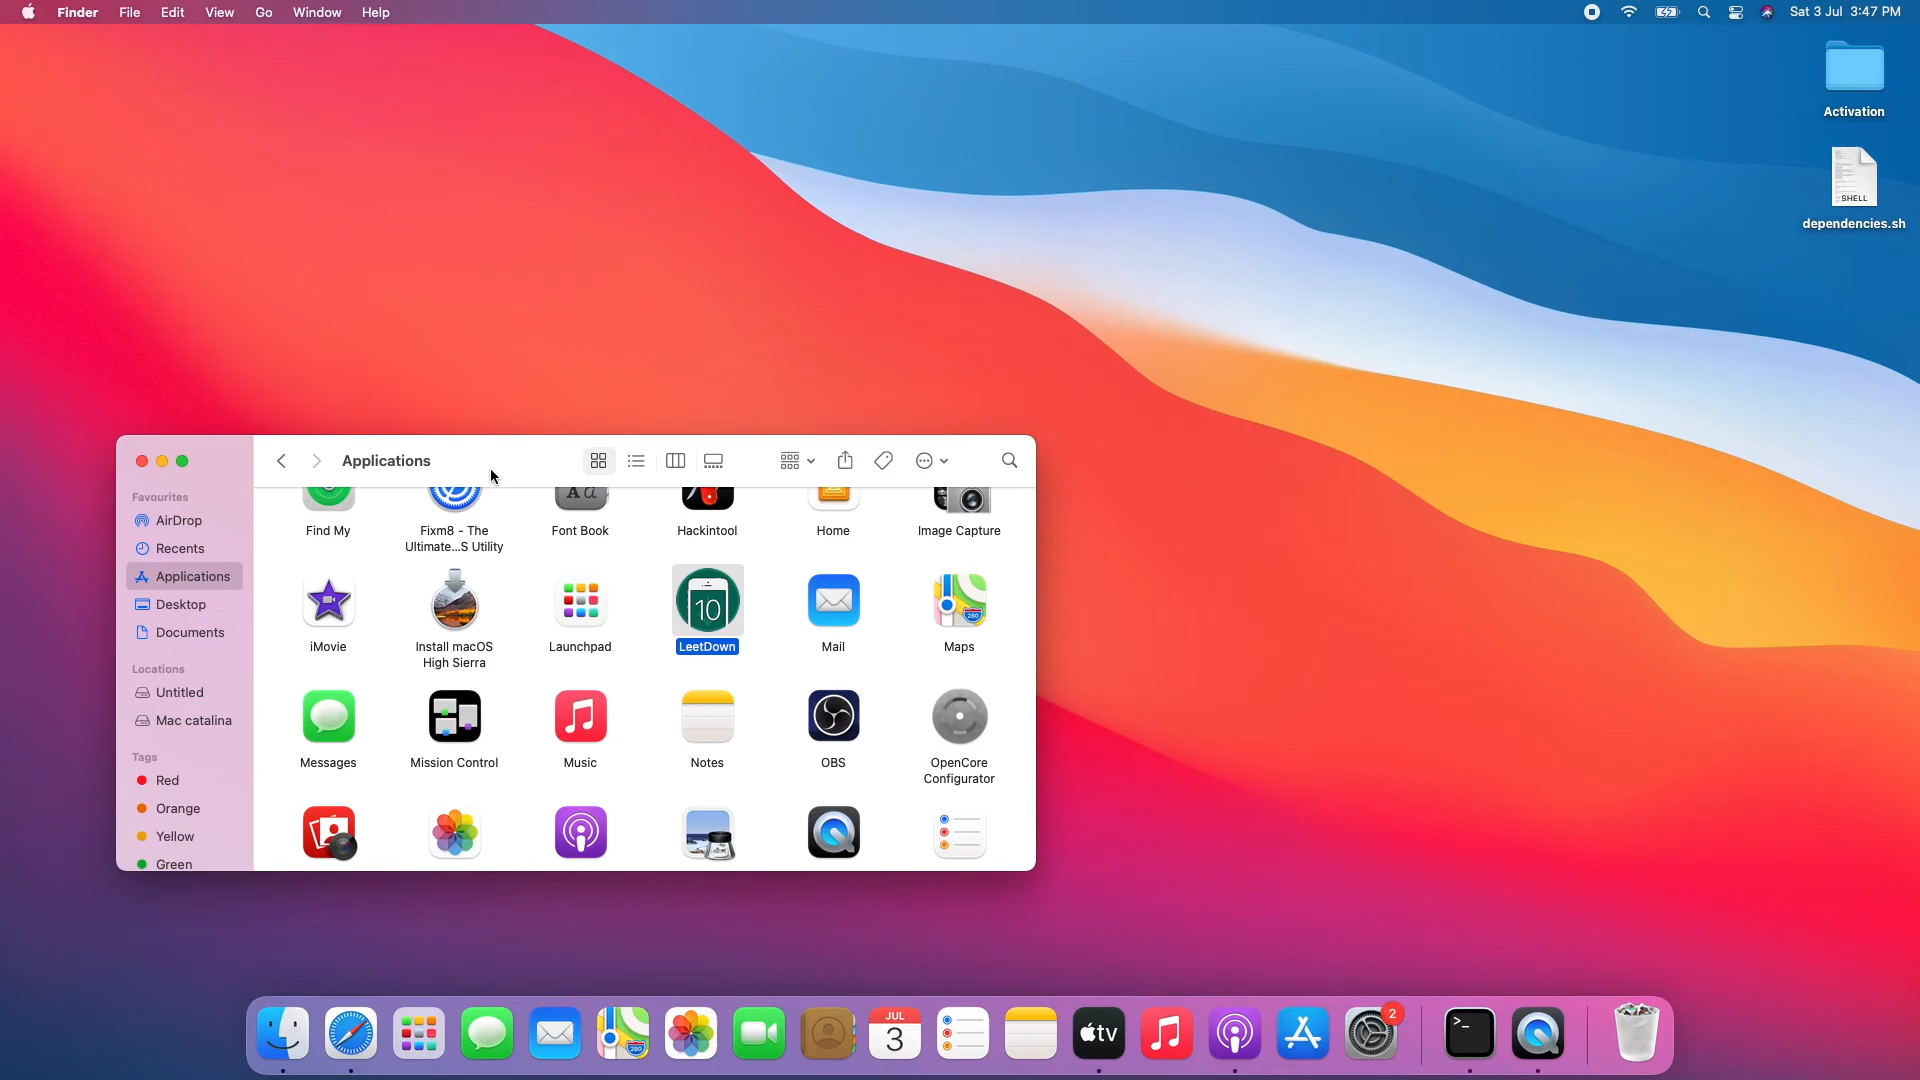 Finder File Edit View Go Window Help
Sat 3 Jul 3:47 PM
Activation
SHELL
dependencies.sh
Applications
Favourites
AirDrop
Recents
Applications
Desktop
Documents
Locations
Untitled
Mac catalina
Tags
Red
Orange
Yellow
Green
Find My
Fixm8 - The
Ultimate...S Utility
Font Book
Hackintool
Home
Image Capture
iMovie
Install macOS
High Sierra
Launchpad
10
LeetDown
Mail
280
Maps
Messages
Mission Control
Music
Notes
OBS
OpenCore
Configurator
280
JUL
3
tv
2
>_